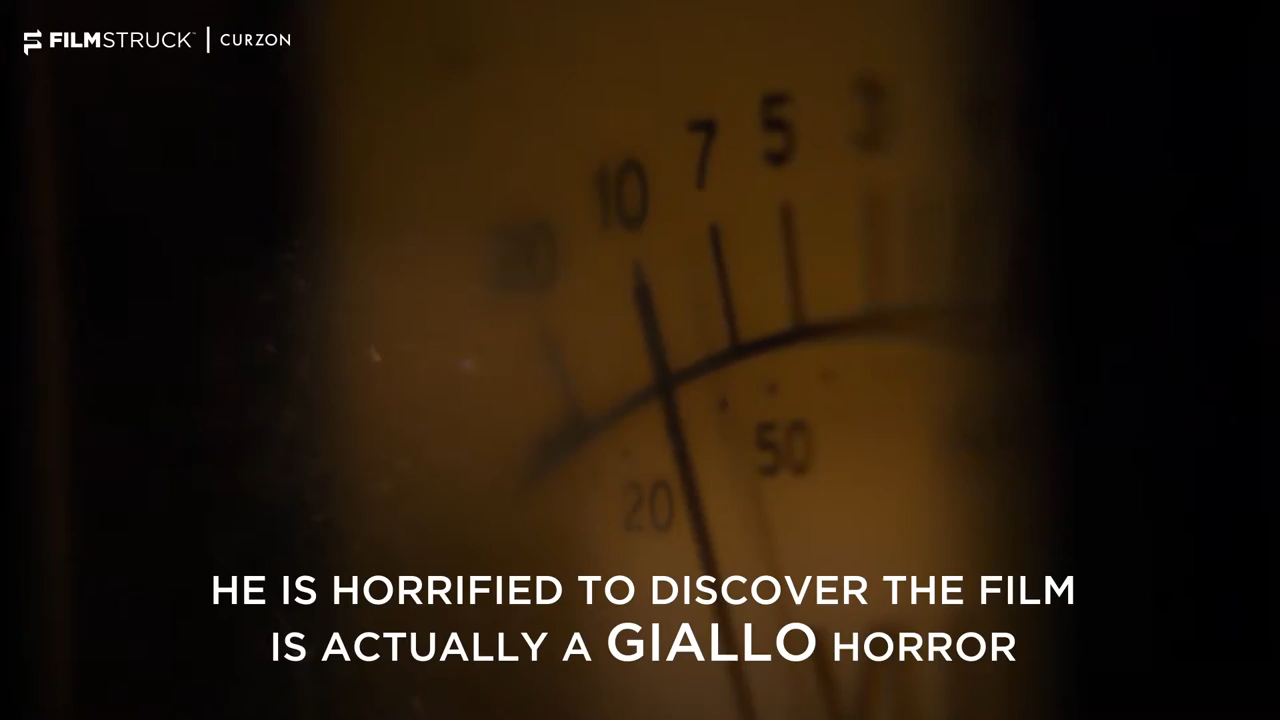 FILMSTRUCK | CURZON
10 7 5
50
20
HE IS HORRIFIED TO DISCOVER THE FILM
IS ACTUALLY A GIALLO HORROR